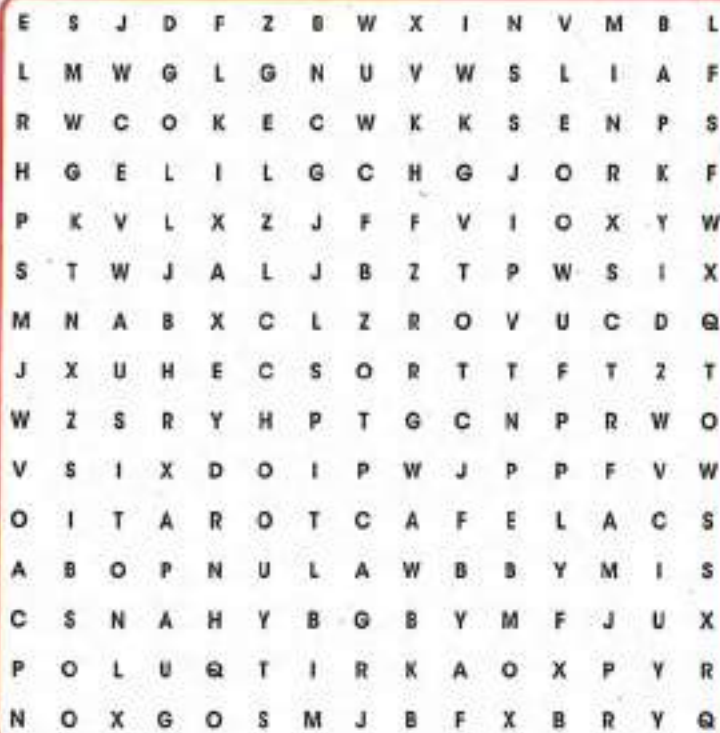 E S J D F Z B W X I N V M B L
L M W G L G N U V W S L I A F
R W C O K E C W K K S E N P S
H G E L I L G C H G J O R K F
P K V L X Z J F F V I O X Y W
S T W J A L J B Z T P W S I X
M N A B X C L Z R O V U C D Q
J X U H E C S O R T T F T Z T
W Z S R Y H P T G C N P R W O
V S I X D O I P W J P P F V W
O I T A R O T C A F E L A C S
A B O P N U L A W B B Y M I S
C S N A H Y B G B Y M F J U X
P O L U Q T I R K A O X P Y R
N O X G O S M J B F X B R Y Q